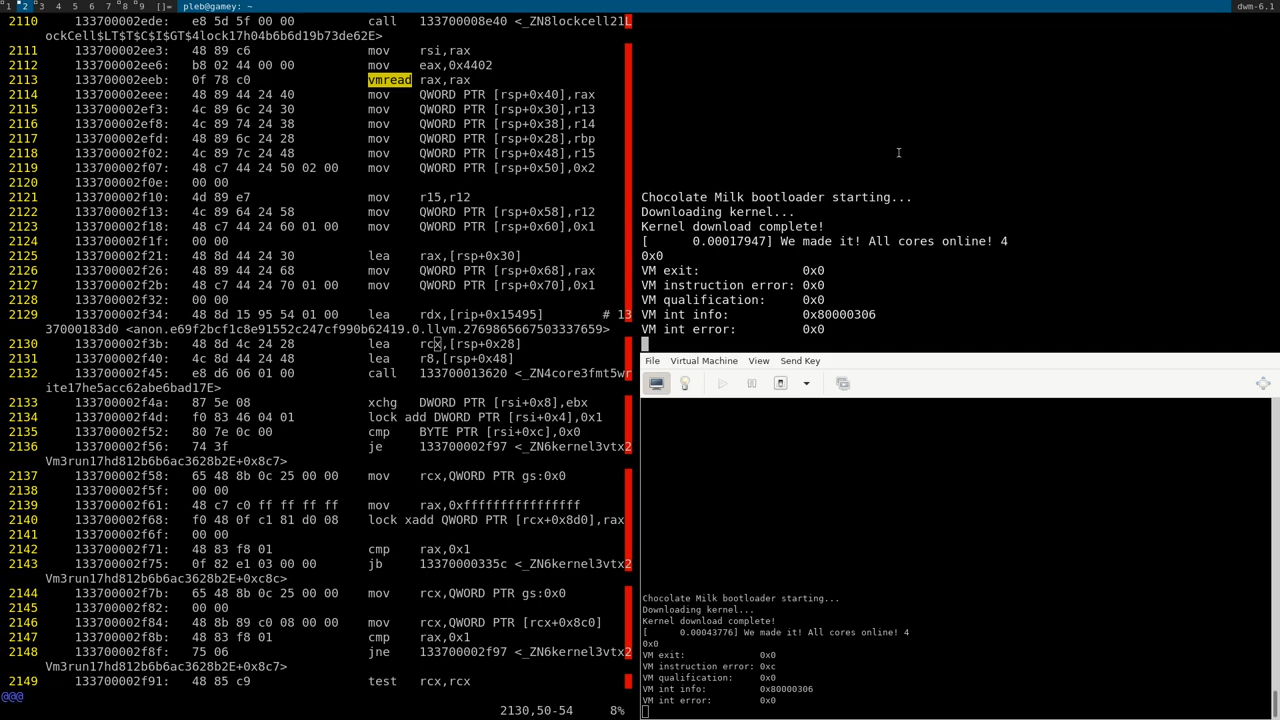 1 2 3 4 5 6 7 8 9 []= pleb@gamey: ~ dwm-6.1
2110 133700002ede: e8 5d 5f 00 00 call 133700008e40 <_ZN8lockcell21L
ockCell$LT$T$C$I$GT$4lock17h04b6b6d19b73de62E>
2111 133700002ee3: 48 89 c6 mov rsi,rax
2112 133700002ee6: b8 02 44 00 00 mov eax,0x4402
2113 133700002eeb: 0f 78 c0 vmread rax,rax
2114 133700002eee: 48 89 44 24 40 mov QWORD PTR [rsp+0x40],rax
2115 133700002ef3: 4c 89 6c 24 30 mov QWORD PTR [rsp+0x30],r13
2116 133700002ef8: 4c 89 74 24 38 mov QWORD PTR [rsp+0x38],r14
2117 133700002efd: 48 89 6c 24 28 mov QWORD PTR [rsp+0x28],rbp
2118 133700002f02: 4c 89 7c 24 48 mov QWORD PTR [rsp+0x48],r15
2119 133700002f07: 48 c7 44 24 50 02 00 mov QWORD PTR [rsp+0x50],0x2
2120 133700002f0e: 00 00
2121 133700002f10: 4d 89 e7 mov r15,r12
2122 133700002f13: 4c 89 64 24 58 mov QWORD PTR [rsp+0x58],r12
2123 133700002f18: 48 c7 44 24 60 01 00 mov QWORD PTR [rsp+0x60],0x1
2124 133700002f1f: 00 00
2125 133700002f21: 48 8d 44 24 30 lea rax,[rsp+0x30]
2126 133700002f26: 48 89 44 24 68 mov QWORD PTR [rsp+0x68],rax
2127 133700002f2b: 48 c7 44 24 70 01 00 mov QWORD PTR [rsp+0x70],0x1
2128 133700002f32: 00 00
2129 133700002f34: 48 8d 15 95 54 01 00 lea rdx,[rip+0x15495] # 13
37000183d0 <anon.e69f2bcf1c8e91552c247cf990b62419.0.llvm.2769865667503337659>
2130 133700002f3b: 48 8d 4c 24 28 lea rcx,[rsp+0x28]
2131 133700002f40: 4c 8d 44 24 48 lea r8,[rsp+0x48]
2132 133700002f45: e8 d6 06 01 00 call 133700013620 <_ZN4core3fmt5wr
ite17he5acc62abe6bad17E>
2133 133700002f4a: 87 5e 08 xchg DWORD PTR [rsi+0x8],ebx
2134 133700002f4d: f0 83 46 04 01 lock add DWORD PTR [rsi+0x4],0x1
2135 133700002f52: 80 7e 0c 00 cmp BYTE PTR [rsi+0xc],0x0
2136 133700002f56: 74 3f je 133700002f97 <_ZN6kernel3vtx2
Vm3run17hd812b6b6ac3628b2E+0x8c7>
2137 133700002f58: 65 48 8b 0c 25 00 00 mov rcx,QWORD PTR gs:0x0
2138 133700002f5f: 00 00
2139 133700002f61: 48 c7 c0 ff ff ff ff mov rax,0xffffffffffffffff
2140 133700002f68: f0 48 0f c1 81 d0 08 lock xadd QWORD PTR [rcx+0x8d0],rax
2141 133700002f6f: 00 00
2142 133700002f71: 48 83 f8 01 cmp rax,0x1
2143 133700002f75: 0f 82 e1 03 00 00 jb 13370000335c <_ZN6kernel3vtx2
Vm3run17hd812b6b6ac3628b2E+0xc8c>
2144 133700002f7b: 65 48 8b 0c 25 00 00 mov rcx,QWORD PTR gs:0x0
2145 133700002f82: 00 00
2146 133700002f84: 48 8b 89 c0 08 00 00 mov rcx,QWORD PTR [rcx+0x8c0]
2147 133700002f8b: 48 83 f8 01 cmp rax,0x1
2148 133700002f8f: 75 06 jne 133700002f97 <_ZN6kernel3vtx2
Vm3run17hd812b6b6ac3628b2E+0x8c7>
2149 133700002f91: 48 85 c9 test rcx,rcx
@@@
2130,50-54 8%
Chocolate Milk bootloader starting...
Downloading kernel...
Kernel download complete!
[ 0.00017947] We made it! All cores online! 4
0x0
VM exit: 0x0
VM instruction error: 0x0
VM qualification: 0x0
VM int info: 0x80000306
VM int error: 0x0
File Virtual Machine View Send Key
Chocolate Milk bootloader starting...
Downloading kernel...
Kernel download complete!
[ 0.00043776] We made it! All cores online! 4
0x0
VM exit: 0x0
VM instruction error: 0xc
VM qualification: 0x0
VM int info: 0x80000306
VM int error: 0x0